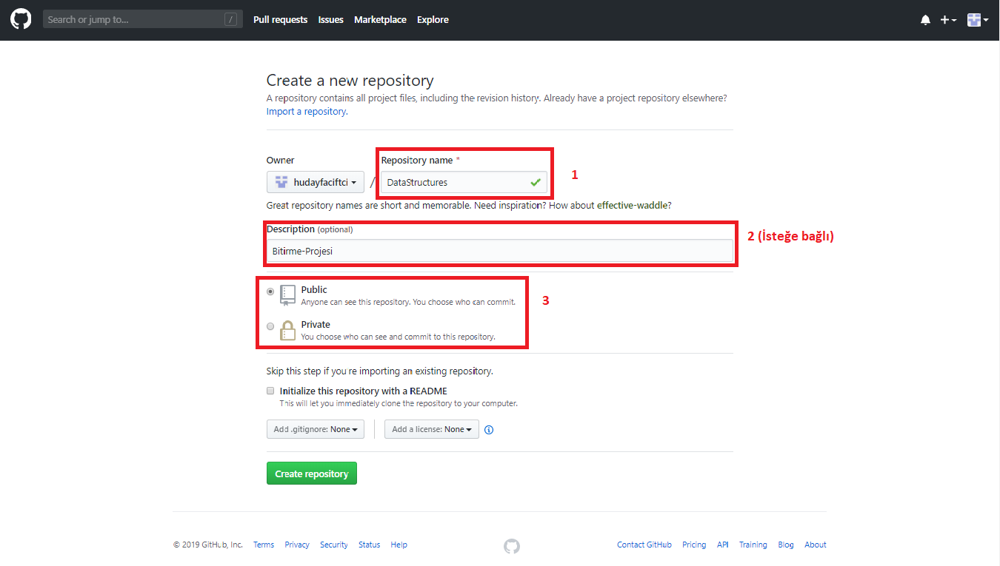 Search or jump to... /
Pull requests Issues Marketplace Explore
Create a new repository
A repository contains all project files, including the revision history. Already have a project repository elsewhere?
Import a repository.
Owner
Repository name *
1
hudayfaciftci / DataStructures
Great repository names are short and memorable. Need inspiration? How about effective-waddle?
Description (optional)
2 (İsteğe bağlı)
Bitirme-Projesi
Public
Anyone can see this repository. You choose who can commit.
3
Private
You choose who can see and commit to this repository.
Skip this step if you're importing an existing repository.
Initialize this repository with a README
This will let you immediately clone the repository to your computer.
Add .gitignore: None Add a license: None
Create repository
© 2019 GitHub, Inc. Terms Privacy Security Status Help Contact GitHub Pricing API Training Blog About